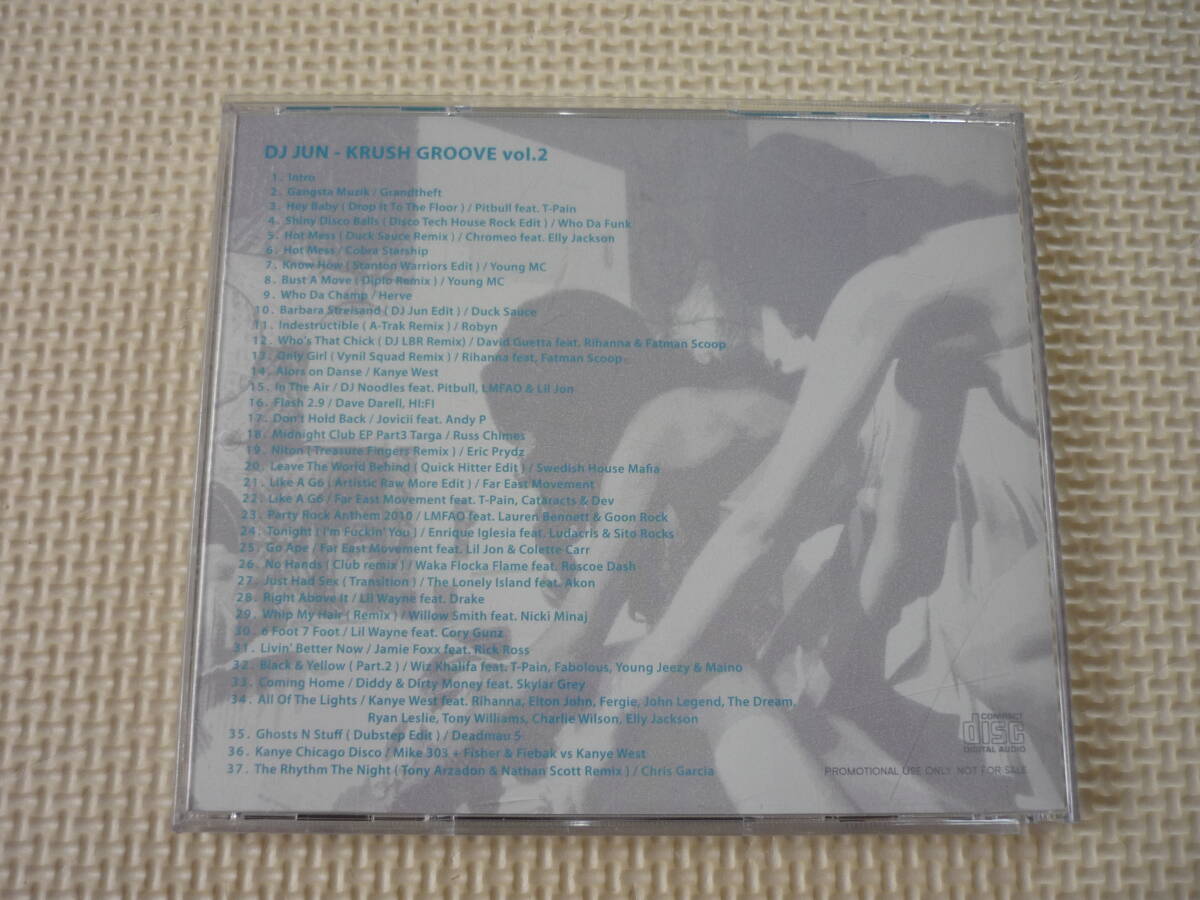 DJ JUN - KRUSH GROOVE vol.2
1. Intro
2. Gangsta Muzik / Grandtheft
3. Hey Baby ( Drop It To The Floor ) / Pitbull feat. T-Pain
4. Shiny Disco Balls ( Disco Tech House Rock Edit ) / Who Da Funk
5. Hot Mess ( Duck Sauce Remix ) / Chromeo feat. Elly Jackson
6. Hot Mess / Cobra Starship
7. Know How ( Stanton Warriors Edit ) / Young MC
8. Bust A Move ( Diplo Remix ) / Young MC
9. Who Da Champ / Herve
10. Barbara Streisand ( DJ Jun Edit ) / Duck Sauce
11. Indestructible ( A-Trak Remix ) / Robyn
12. Who's That Chick ( DJ LBR Remix) / David Guetta feat. Rihanna & Fatman Scoop
13. Only Girl ( Vynil Squad Remix ) / Rihanna feat, Fatman Scoop
14. Alors on Danse / Kanye West
15. In The Air / DJ Noodles feat. Pitbull, LMFAO & Lil Jon
16. Flash 2.9 / Dave Darell, HI:FI
17. Don't Hold Back / Jovicii feat. Andy P
18. Midnight Club EP Part3 Targa / Russ Chimes
19. Niton ( Treasure Fingers Remix ) / Eric Prydz
20. Leave The World Behind ( Quick Hitter Edit ) / Swedish House Mafia
21. Like A G6 ( Artistic Raw More Edit ) / Far East Movement
22. Like A G6 / Far East Movement feat. T-Pain, Cataracts & Dev
23. Party Rock Anthem 2010 / LMFAO feat. Lauren Bennett & Goon Rock
24. Tonight ( I'm Fuckin' You ) / Enrique Iglesia feat. Ludacris & Sito Rocks
25. Go Ape / Far East Movement feat. Lil Jon & Colette Carr
26. No Hands ( Club remix ) / Waka Flocka Flame feat. Roscoe Dash
27. Just Had Sex ( Transition ) / The Lonely Island feat. Akon
28. Right Above It / Lil Wayne feat. Drake
29. Whip My Hair ( Remix ) / Willow Smith feat. Nicki Minaj
30. 6 Foot 7 Foot / Lil Wayne feat. Cory Gunz
31. Livin' Better Now / Jamie Foxx feat. Rick Ross
32. Black & Yellow ( Part.2 ) / Wiz Khalifa feat. T-Pain, Fabolous, Young Jeezy & Maino
33. Coming Home / Diddy & Dirty Money feat. Skylar Grey
34. All Of The Lights / Kanye West feat. Rihanna, Elton John, Fergie, John Legend, The Dream,
Ryan Leslie, Tony Williams, Charlie Wilson, Elly Jackson
35. Ghosts N Stuff ( Dubstep Edit ) / Deadmau 5
36. Kanye Chicago Disco / Mike 303 + Fisher & Fiebak vs Kanye West
37. The Rhythm The Night ( Tony Arzadon & Nathan Scott Remix ) / Chris Garcia
COMPACT
disc
DIGITAL AUDIO
PROMOTIONAL USE ONLY. NOT FOR SALE